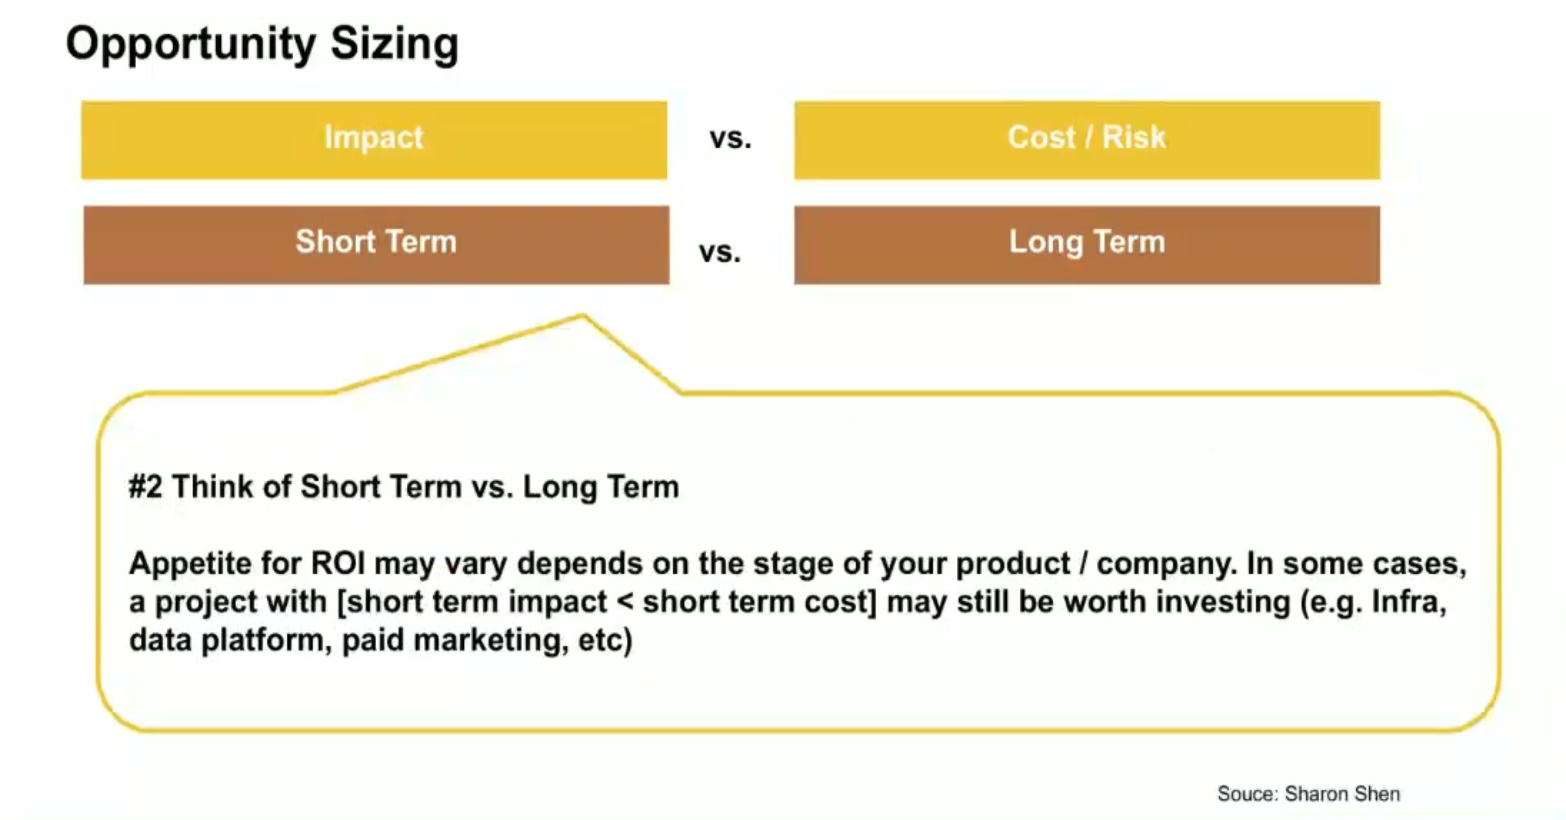 Opportunity Sizing
Impact vs. Cost / Risk
Short Term vs. Long Term
#2 Think of Short Term vs. Long Term
Appetite for ROI may vary depends on the stage of your product / company. In some cases,
a project with [short term impact < short term cost] may still be worth investing (e.g. Infra,
data platform, paid marketing, etc)
Souce: Sharon Shen